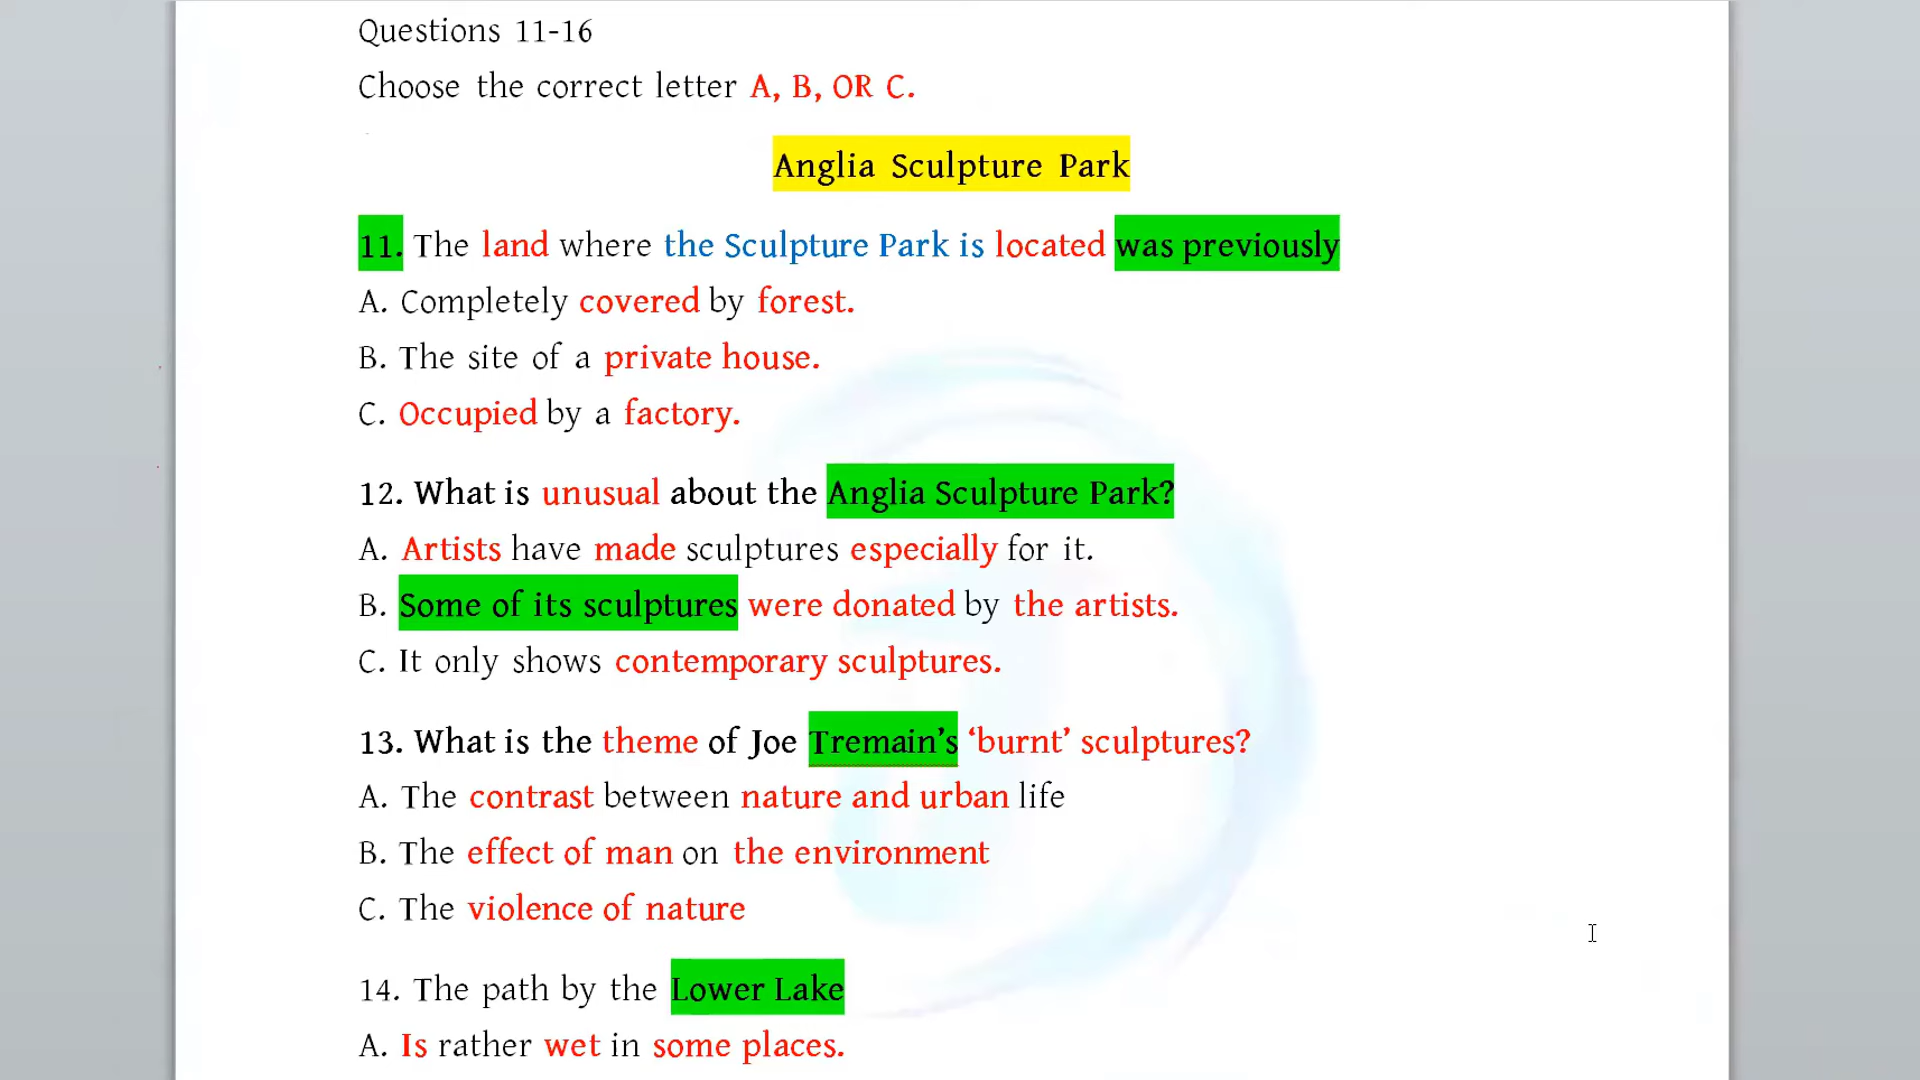 Questions 11-16
Choose the correct letter A, B, OR C.
Anglia Sculpture Park
11. The land where the Sculpture Park is located was previously
A. Completely covered by forest.
B. The site of a private house.
C. Occupied by a factory.
12. What is unusual about the Anglia Sculpture Park?
A. Artists have made sculptures especially for it.
B. Some of its sculptures were donated by the artists.
C. It only shows contemporary sculptures.
13. What is the theme of Joe Tremain’s ‘burnt’ sculptures?
A. The contrast between nature and urban life
B. The effect of man on the environment
C. The violence of nature
14. The path by the Lower Lake
A. Is rather wet in some places.